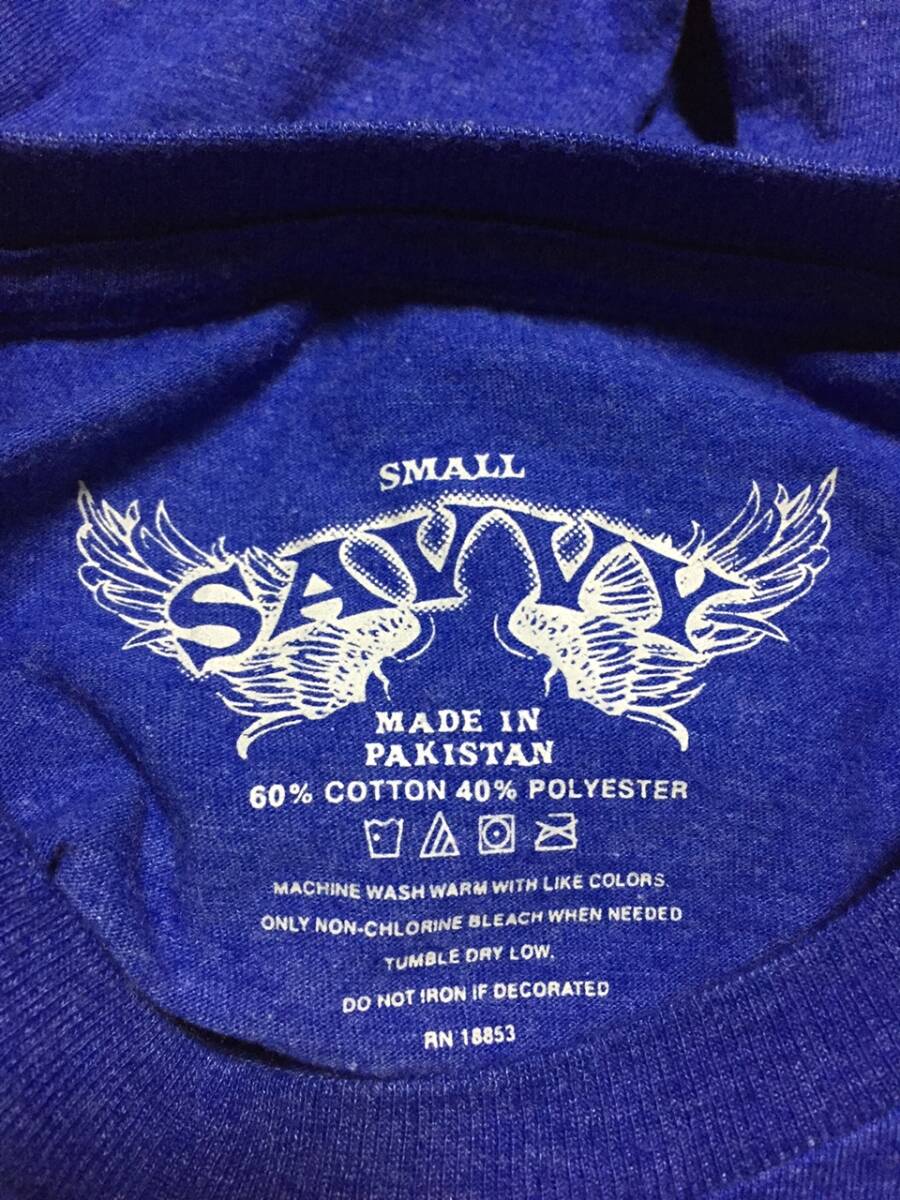 SMALL
SAVVY
MADE IN
PAKISTAN
60% COTTON 40% POLYESTER
MACHINE WASH WARM WITH LIKE COLORS.
ONLY NON-CHLORINE BLEACH WHEN NEEDED
TUMBLE DRY LOW.
DO NOT IRON IF DECORATED
RN 18853